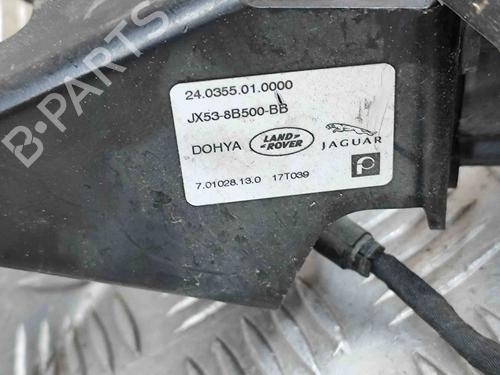 B-PARTS
24.0355.01.0000
JX53-8B500-BB
DOHYA LAND ROVER JAGUAR
7.01028.13.0 17T039